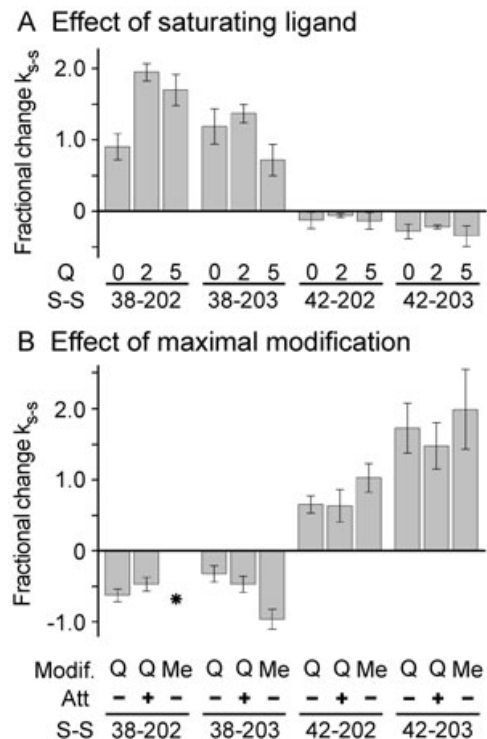 A Effect of saturating ligand
Fractional change k_s-s
2.0
1.0
0
Q 0 2 5 0 2 5 0 2 5 0 2 5
S-S 38-202 38-203 42-202 42-203
B Effect of maximal modification
Fractional change k_s-s
2.0
1.0
0
-1.0
*
Modif. Q Q Me Q Q Me Q Q Me Q Q Me
Att - + - - + - - + - - + -
S-S 38-202 38-203 42-202 42-203